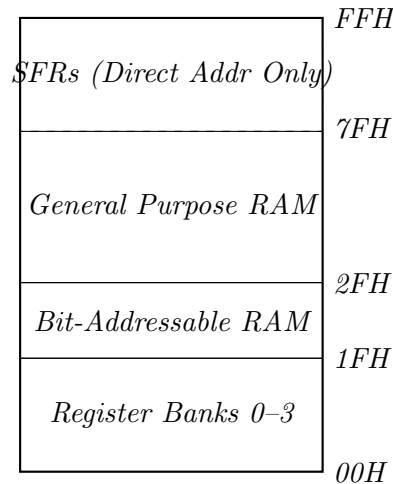 FFH
SFRs (Direct Addr Only)
7FH
General Purpose RAM
2FH
Bit-Addressable RAM
1FH
Register Banks 0–3
00H